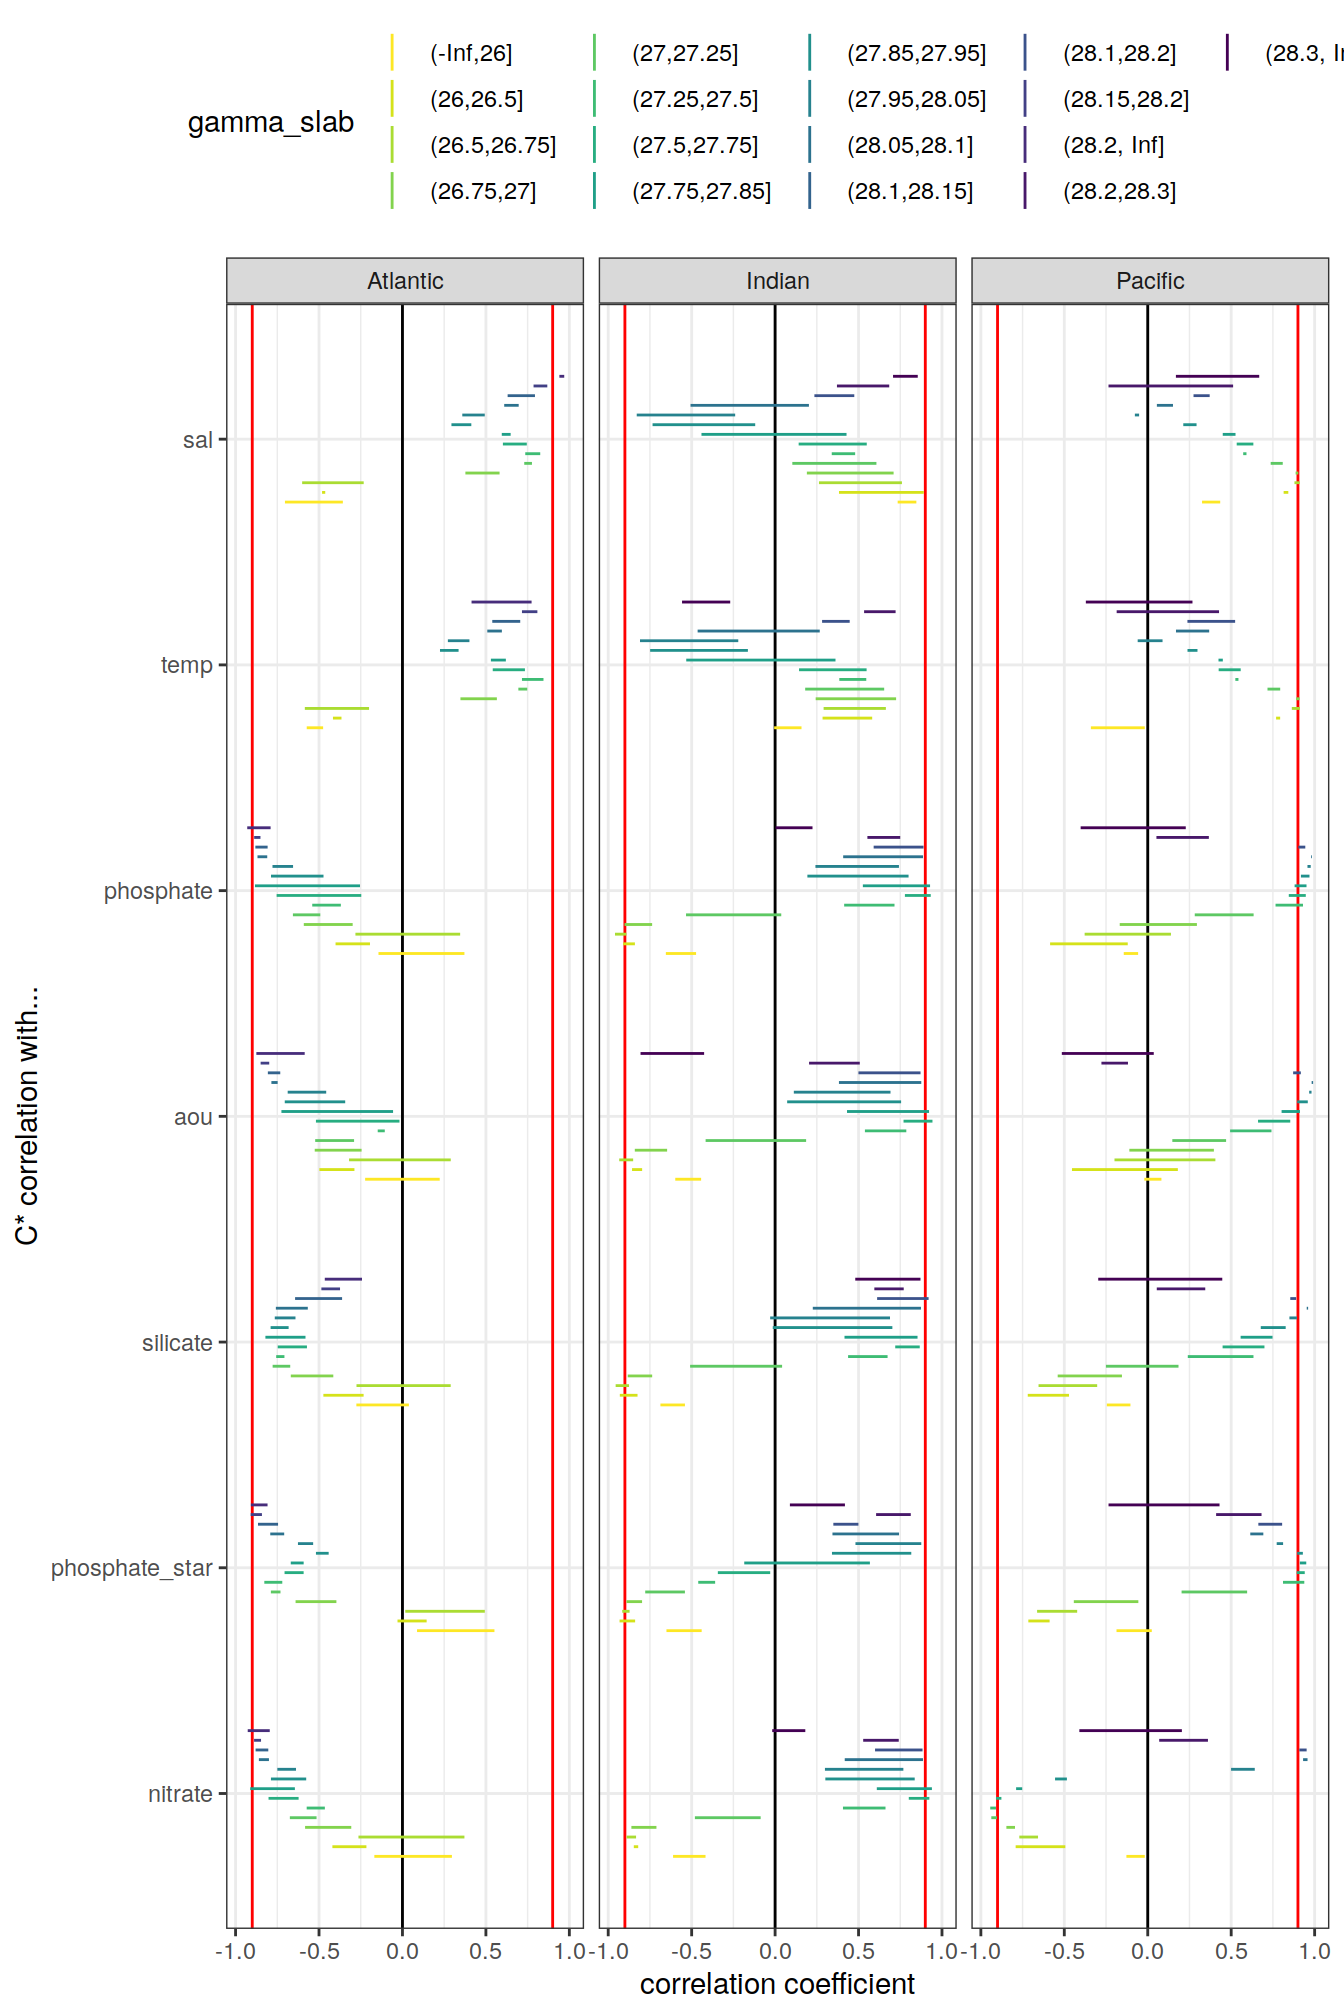 gamma_slab
(-Inf,26]
(26,26.5]
(26.5,26.75]
(26.75,27]
(27,27.25]
(27.25,27.5]
(27.5,27.75]
(27.75,27.85]
(27.85,27.95]
(27.95,28.05]
(28.05,28.1]
(28.1,28.15]
(28.1,28.2]
(28.15,28.2]
(28.2, Inf]
(28.2,28.3]
(28.3,
Atlantic Indian Pacific
C* correlation with...
sal
temp
phosphate
aou
silicate
phosphate_star
nitrate
-1.0 -0.5 0.0 0.5 1.0 -1.0 -0.5 0.0 0.5 1.0 -1.0 -0.5 0.0 0.5 1.0
correlation coefficient